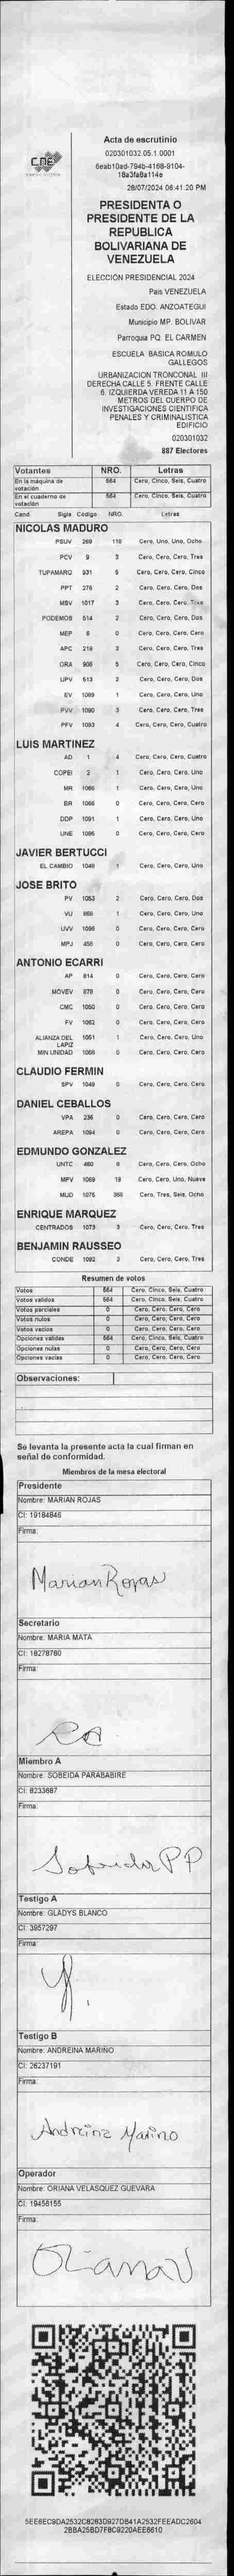 CNE
Acta de escrutinio
020301032.05.1.0001
6eab10ad-794b-4168-9104-
18a3fa8a114e
28/07/2024 06:41:20 PM
PRESIDENTA O
PRESIDENTE DE LA
REPUBLICA
BOLIVARIANA DE
VENEZUELA
ELECCIÓN PRESIDENCIAL 2024
País VENEZUELA
Estado EDO. ANZOATEGUI
Municipio MP. BOLIVAR
Parroquia PQ. EL CARMEN
ESCUELA BASICA ROMULO
GALLEGOS
URBANIZACION TRONCONAL III
DERECHA CALLE 5. FRENTE CALLE
6. IZQUIERDA VEREDA 11 A 150
METROS DEL CUERPO DE
INVESTIGACIONES CIENTIFICA
PENALES Y CRIMINALISTICA
EDIFICIO
020301032
887 Electores
Votantes NRO. Letras
En la máquina de votación 564 Cero, Cinco, Seis, Cuatro
En el cuaderno de votación 564 Cero, Cinco, Seis, Cuatro
Cand Sigla Código NRO. Letras
NICOLAS MADURO
PSUV 269 118 Cero, Uno, Uno, Ocho
PCV 9 3 Cero, Cero, Cero, Tres
TUPAMARO 931 5 Cero, Cero, Cero, Cinco
PPT 276 2 Cero, Cero, Cero, Dos
MSV 1017 3 Cero, Cero, Cero, Tres
PODEMOS 514 2 Cero, Cero, Cero, Dos
MEP 6 0 Cero, Cero, Cero, Cero
APC 219 3 Cero, Cero, Cero, Tres
ORA 906 5 Cero, Cero, Cero, Cinco
UPV 513 2 Cero, Cero, Cero, Dos
EV 1089 1 Cero, Cero, Cero, Uno
PVV 1090 3 Cero, Cero, Cero, Tres
PFV 1093 4 Cero, Cero, Cero, Cuatro
LUIS MARTINEZ
AD 1 4 Cero, Cero, Cero, Cuatro
COPEI 2 1 Cero, Cero, Cero, Uno
MR 1065 1 Cero, Cero, Cero, Uno
BR 1066 0 Cero, Cero, Cero, Cero
DDP 1091 1 Cero, Cero, Cero, Uno
UNE 1096 0 Cero, Cero, Cero, Cero
JAVIER BERTUCCI
EL CAMBIO 1048 1 Cero, Cero, Cero, Uno
JOSE BRITO
PV 1053 2 Cero, Cero, Cero, Dos
VU 868 1 Cero, Cero, Cero, Uno
UVV 1098 0 Cero, Cero, Cero, Cero
MPJ 458 0 Cero, Cero, Cero, Cero
ANTONIO ECARRI
AP 814 0 Cero, Cero, Cero, Cero
MOVEV 878 0 Cero, Cero, Cero, Cero
CMC 1050 0 Cero, Cero, Cero, Cero
FV 1062 0 Cero, Cero, Cero, Cero
ALIANZA DEL LAPIZ 1051 1 Cero, Cero, Cero, Uno
MIN UNIDAD 1068 0 Cero, Cero, Cero, Cero
CLAUDIO FERMIN
SPV 1049 0 Cero, Cero, Cero, Cero
DANIEL CEBALLOS
VPA 236 0 Cero, Cero, Cero, Cero
AREPA 1094 0 Cero, Cero, Cero, Cero
EDMUNDO GONZALEZ
UNTC 460 8 Cero, Cero, Cero, Ocho
MPV 1069 19 Cero, Cero, Uno, Nueve
MUD 1075 368 Cero, Tres, Seis, Ocho
ENRIQUE MARQUEZ
CENTRADOS 1073 3 Cero, Cero, Cero, Tres
BENJAMIN RAUSSEO
CONDE 1092 3 Cero, Cero, Cero, Tres
Resumen de votos
Votos 564 Cero, Cinco, Seis, Cuatro
Votos validos 564 Cero, Cinco, Seis, Cuatro
Votos parciales 0 Cero, Cero, Cero, Cero
Votos nulos 0 Cero, Cero, Cero, Cero
Votos vacios 0 Cero, Cero, Cero, Cero
Opciones validas 564 Cero, Cinco, Seis, Cuatro
Opciones nulas 0 Cero, Cero, Cero, Cero
Opciones vacias 0 Cero, Cero, Cero, Cero
Observaciones:
Se levanta la presente acta la cual firman en
señal de conformidad.
Miembros de la mesa electoral
Presidente
Nombre: MARIAN ROJAS
CI: 19184846
Firma:
Marian Rojas
Secretario
Nombre: MARIA MATA
CI: 18278780
Firma:
Miembro A
Nombre: SOBEIDA PARABABIRE
CI: 8233687
Firma:
Sobeida PP
Testigo A
Nombre: GLADYS BLANCO
CI: 3957297
Firma:
Testigo B
Nombre: ANDREINA MARIÑO
CI: 26237191
Firma:
Andreina Mariño
Operador
Nombre: ORIANA VELASQUEZ GUEVARA
CI: 19456155
Firma:
Oriana V
5EE6EC9DA2532C8263D927DB41A2532FEEADC2604
2BBA25BD7F8C9220AEE6610